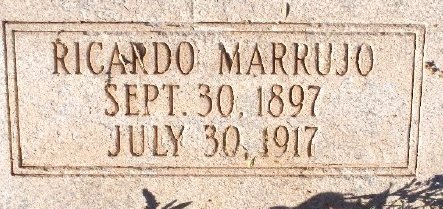 RICARDO MARRUJO
SEPT. 30, 1897
JULY 30, 1917